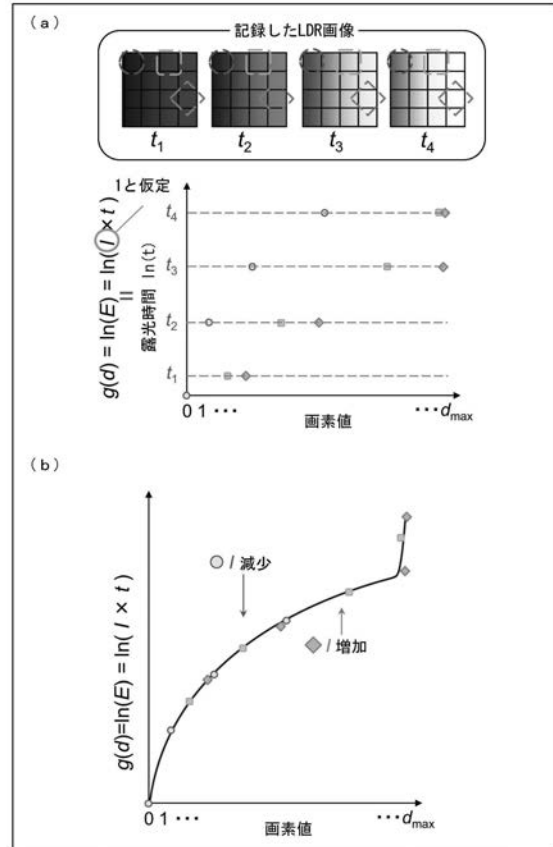 (a)
記録したLDR画像
t1 t2 t3 t4
1と仮定
g(d) = ln(E) = ln(I × t)
=
露光時間 ln(t)
t4
t3
t2
t1
0 1 ••• •••dmax
画素値
(b)
I 減少
I 増加
g(d)=ln(E) = ln( I × t)
0 1 ••• •••dmax
画素値